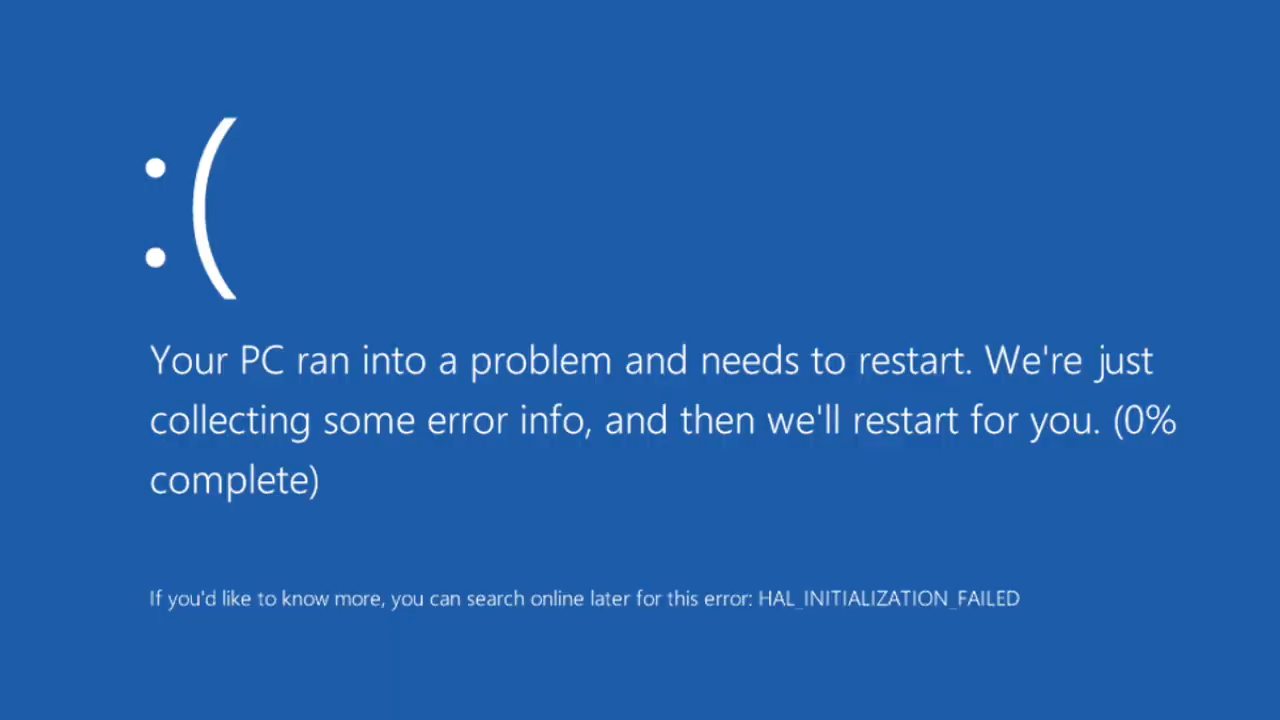 :(
Your PC ran into a problem and needs to restart. We're just
collecting some error info, and then we'll restart for you. (0%
complete)
If you'd like to know more, you can search online later for this error: HAL_INITIALIZATION_FAILED